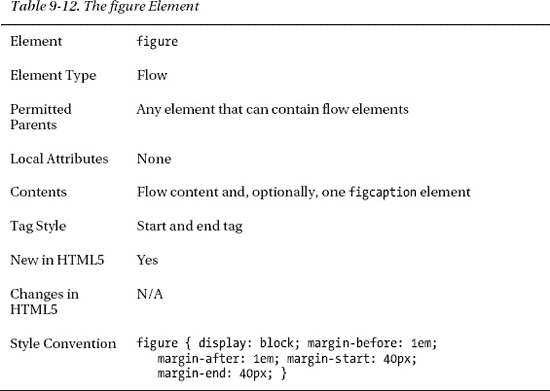 Table 9-12. The figure Element
Element figure
Element Type Flow
Permitted Any element that can contain flow elements
Parents
Local Attributes None
Contents Flow content and, optionally, one figcaption element
Tag Style Start and end tag
New in HTML5 Yes
Changes in N/A
HTML5
Style Convention figure { display: block; margin-before: 1em;
margin-after: 1em; margin-start: 40px;
margin-end: 40px; }